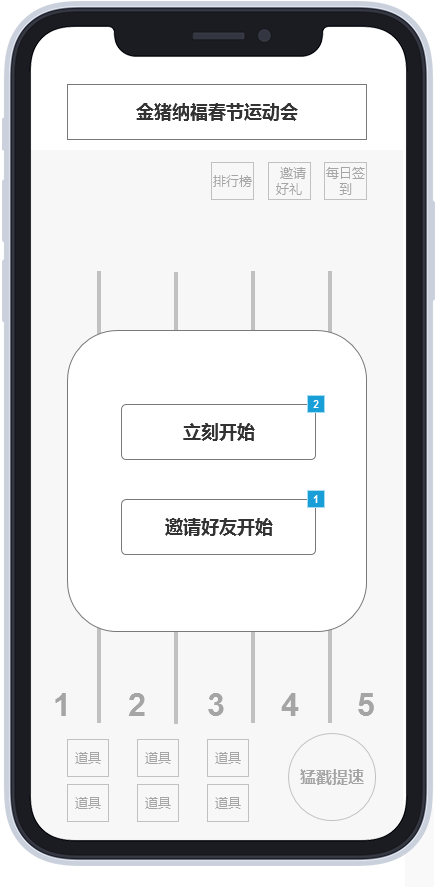 金猪纳福春节运动会
排行榜
邀请
好礼
每日签
到
2
立刻开始
1
邀请好友开始
1 2 3 4 5
道具 道具 道具
猛戳提速
道具 道具 道具